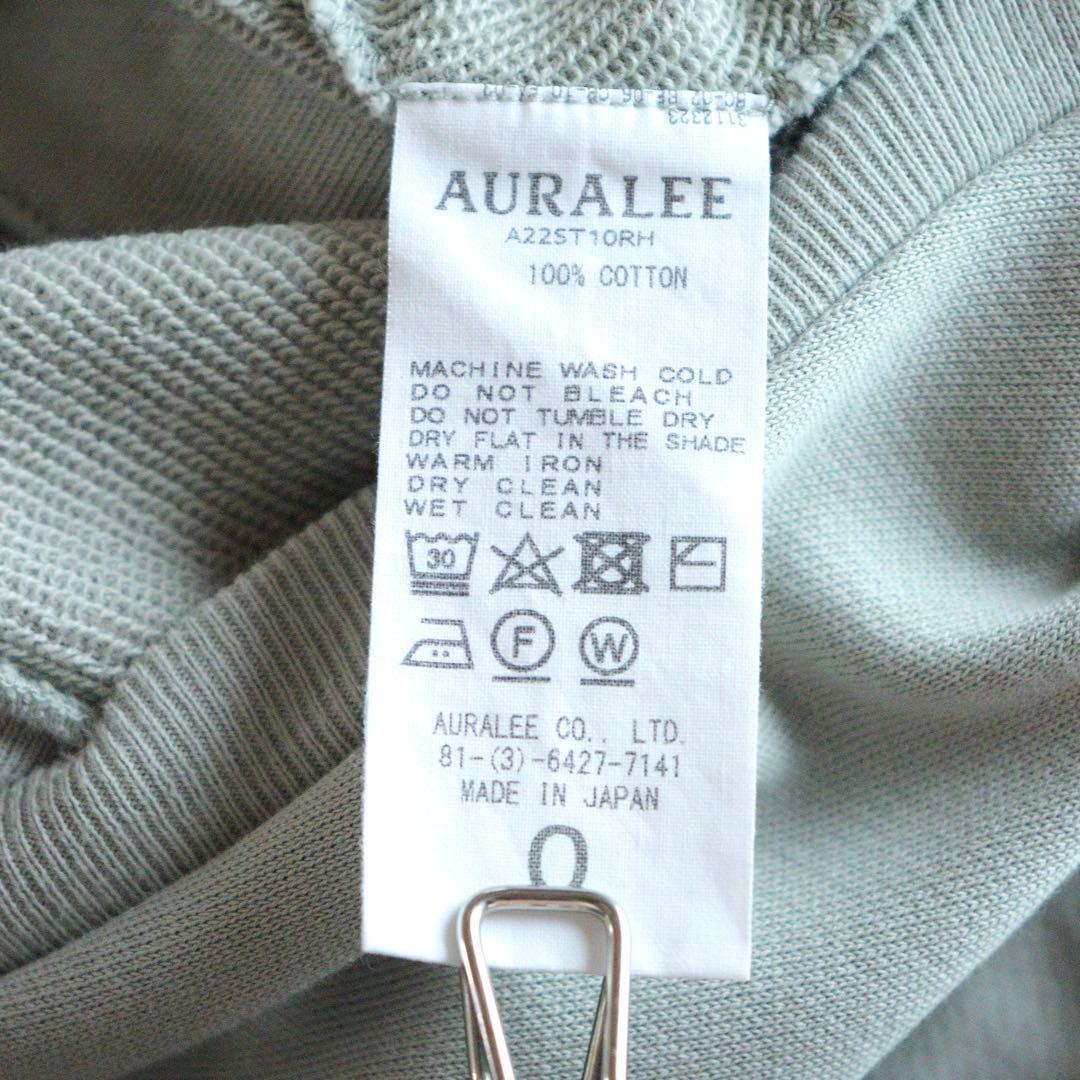 3112323
AURALEE
A22ST10RH
100% COTTON
MACHINE WASH COLD
DO NOT BLEACH
DO NOT TUMBLE DRY
DRY FLAT IN THE SHADE
WARM IRON
DRY CLEAN
WET CLEAN
30
F W
AURALEE CO., LTD.
81-(3)-6427-7141
MADE IN JAPAN
0